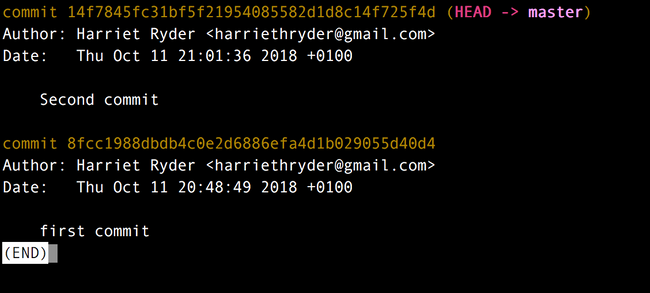 commit 14f7845fc31bf5f21954085582d1d8c14f725f4d (HEAD -> master)
Author: Harriet Ryder <harriethryder@gmail.com>
Date:   Thu Oct 11 21:01:36 2018 +0100
Second commit
commit 8fcc1988dbdb4c0e2d6886efa4d1b029055d40d4
Author: Harriet Ryder <harriethryder@gmail.com>
Date:   Thu Oct 11 20:48:49 2018 +0100
first commit
(END)